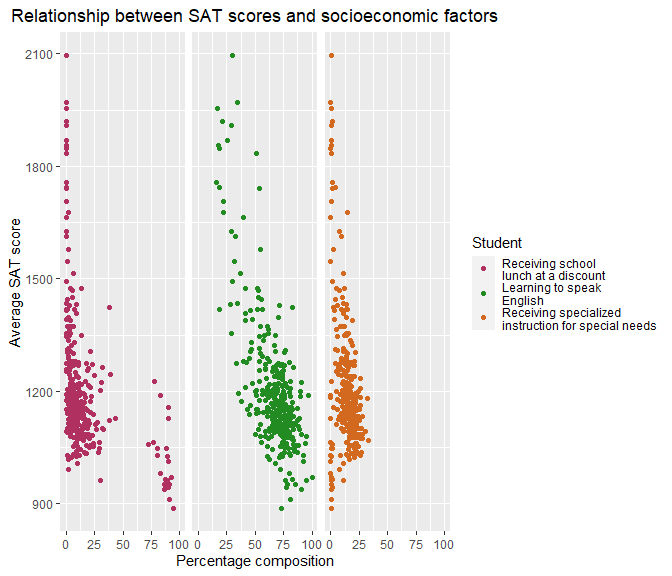 Relationship between SAT scores and socioeconomic factors
Average SAT score
2100
1800
1500
1200
900
0 25 50 75 100 0 25 50 75 100 0 25 50 75 100
Percentage composition
Student
Receiving school
lunch at a discount
Learning to speak
English
Receiving specialized
instruction for special needs